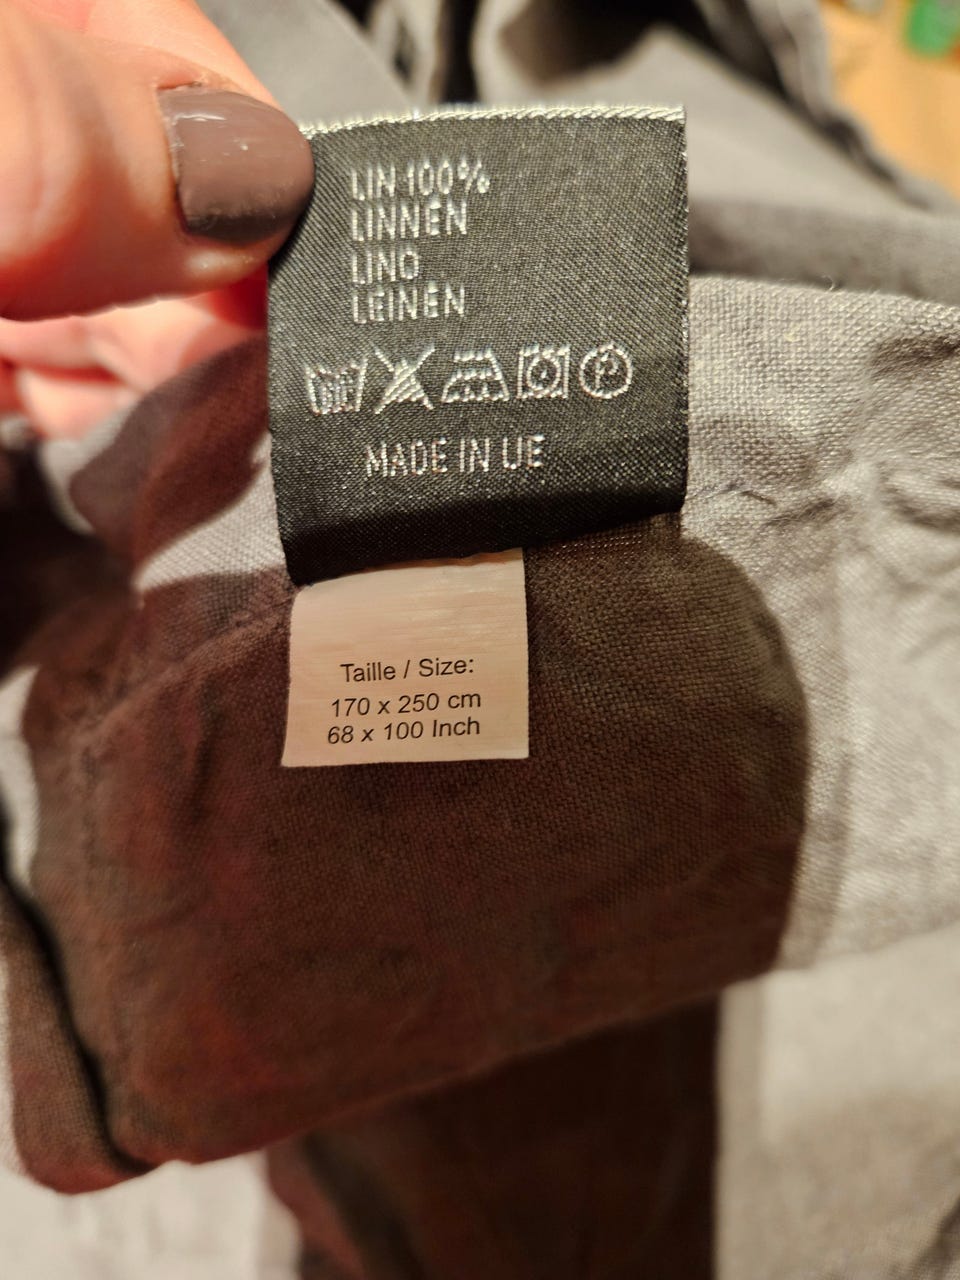 LIN 100%
LINNEN
LINO
LEINEN
P
MADE IN UE
Taille / Size:
170 x 250 cm
68 x 100 Inch